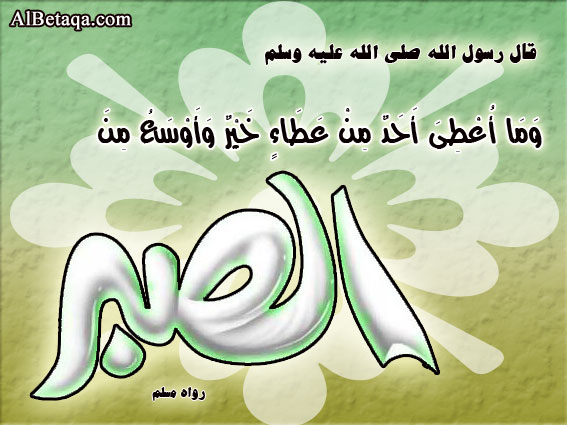 AlBetaqa.com
قال رسول الله صلى الله عليه وسلم
وَمَا أُعْطِىَ أَحَدٌ مِنْ عَطَاءٍ خَيْرٌ وَأَوْسَعُ مِنَ
الصبر
رواه مسلم